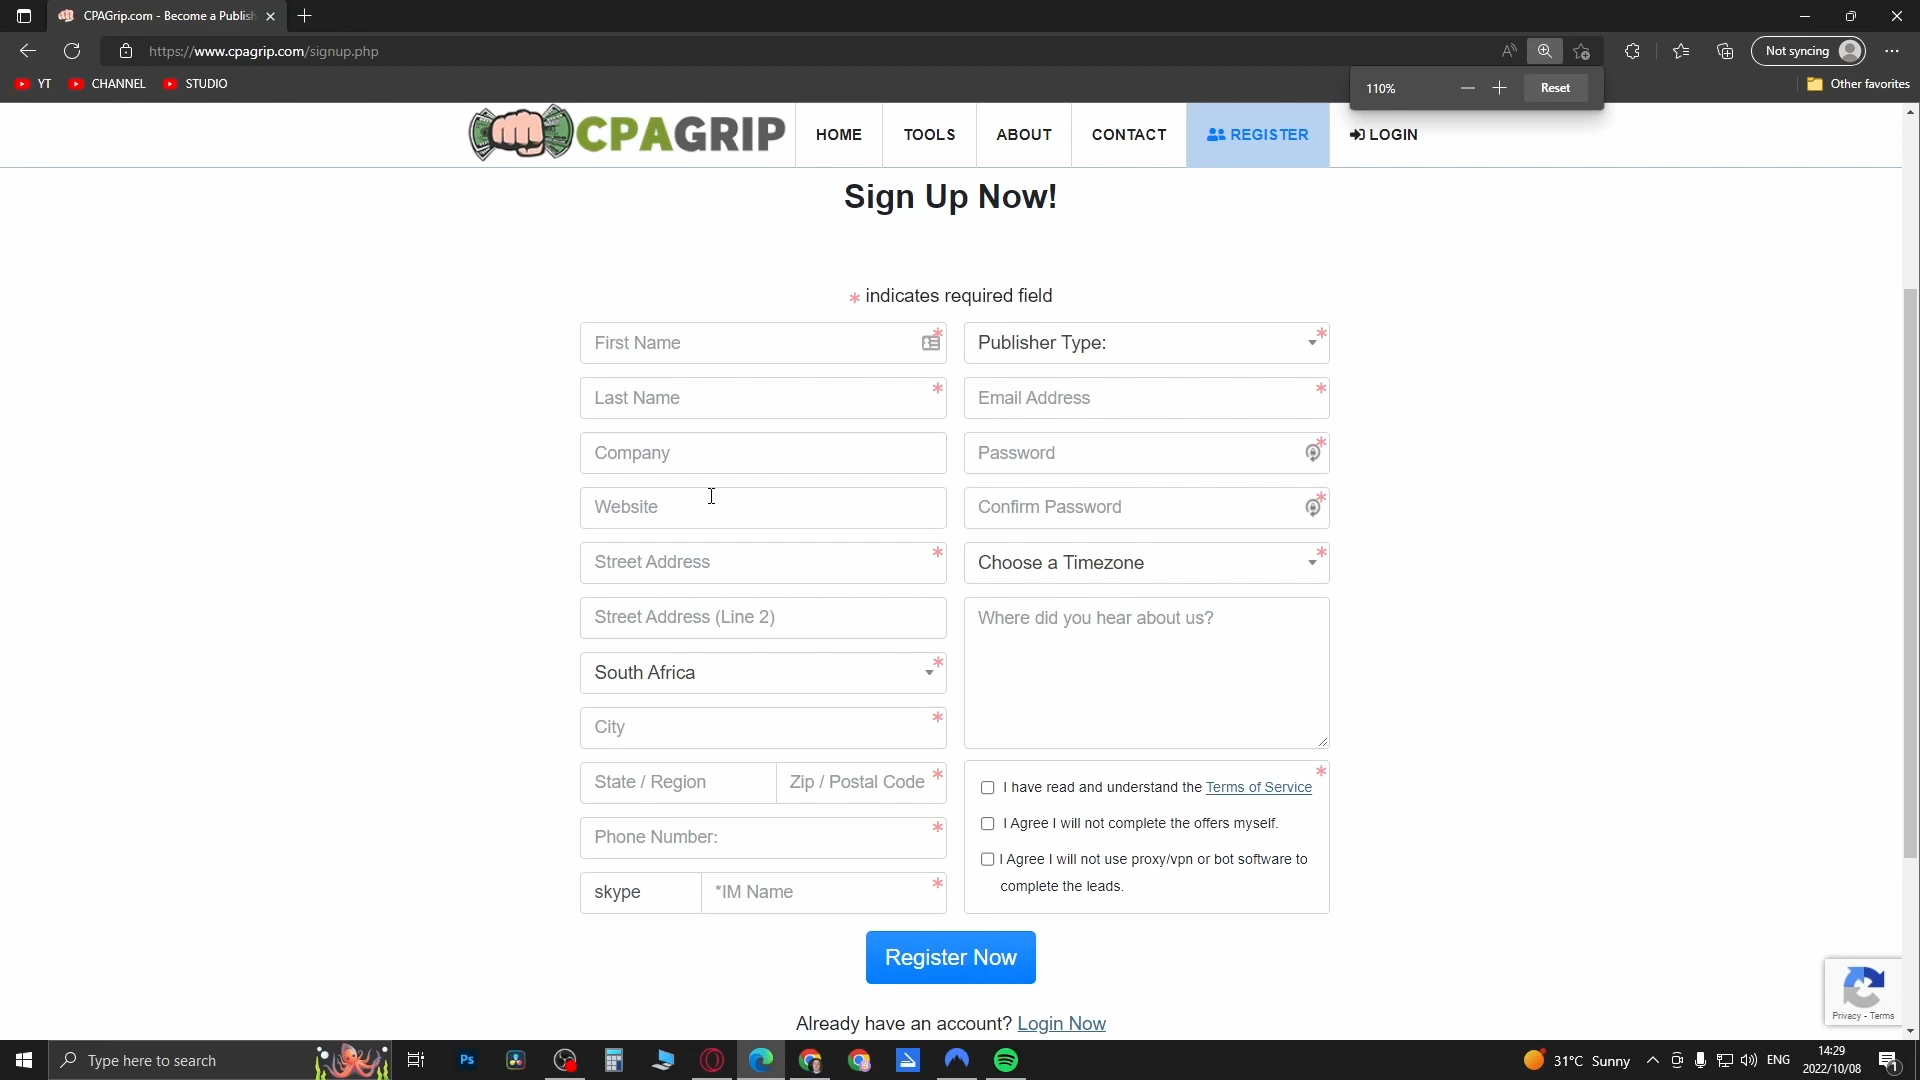 CPAGrip.com - Become a Publish
https://www.cpagrip.com/signup.php
Not syncing
YT
CHANNEL
STUDIO
110%
Reset
Other favorites
CPAGRIP
HOME
TOOLS
ABOUT
CONTACT
REGISTER
LOGIN
Sign Up Now!
* indicates required field
First Name *
Publisher Type: *
Last Name *
Email Address *
Company
Password *
Website
Confirm Password *
Street Address *
Choose a Timezone *
Street Address (Line 2)
Where did you hear about us?
South Africa *
City *
State / Region
Zip / Postal Code *
I have read and understand the Terms of Service *
I Agree I will not complete the offers myself.
Phone Number: *
I Agree I will not use proxy/vpn or bot software to
complete the leads.
skype
*IM Name *
Register Now
Privacy - Terms
Already have an account? Login Now
Type here to search
Ps
31°C Sunny
ENG
14:29
2022/10/08
1